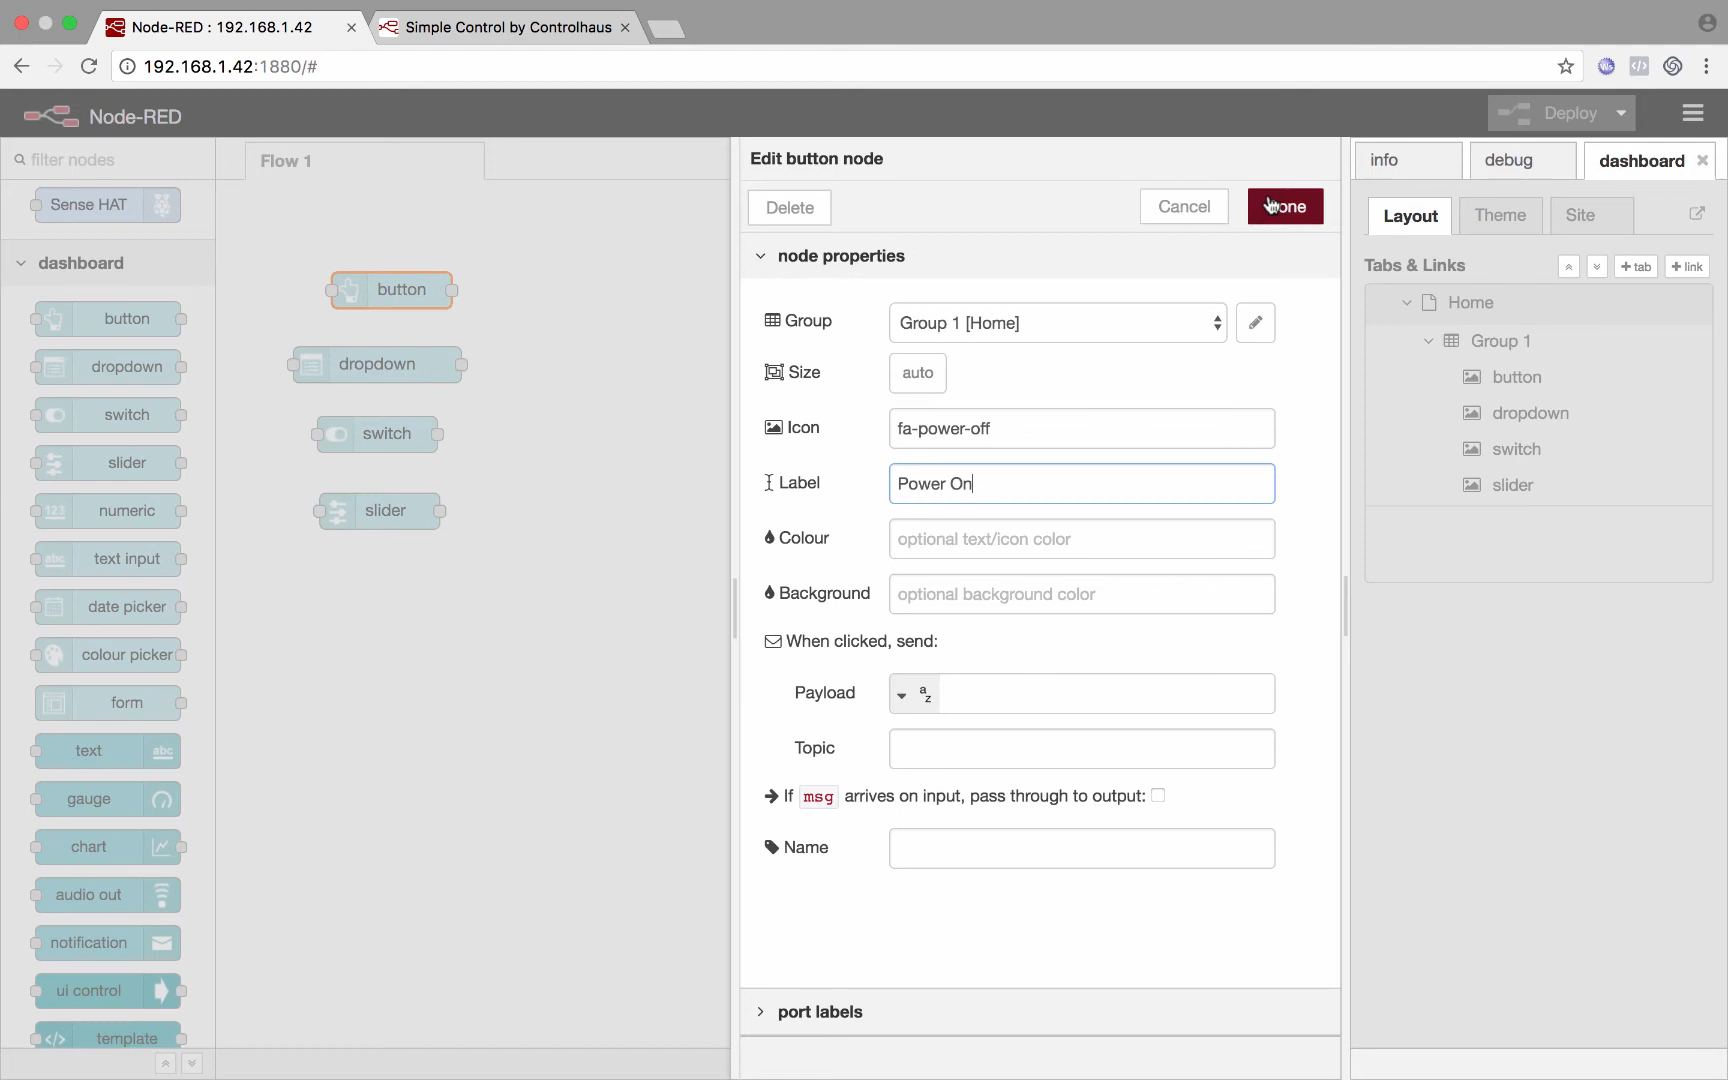 Node-RED : 192.168.1.42
Simple Control by Controlhaus
192.168.1.42:1880/#
Node-RED
Deploy
filter nodes
Sense HAT
dashboard
button
dropdown
switch
slider
123 numeric
abc text input
date picker
colour picker
form
text abc
gauge
chart
audio out
notification
ui control
</> template
Flow 1
button
dropdown
switch
slider
Edit button node
Delete
Cancel
one
node properties
Group
Group 1 [Home]
Size
auto
Icon
fa-power-off
Label
Power On
Colour
optional text/icon color
Background
optional background color
When clicked, send:
Payload
a z
Topic
If msg arrives on input, pass through to output:
Name
port labels
info
debug
dashboard
Layout
Theme
Site
Tabs & Links
+ tab
+ link
Home
Group 1
button
dropdown
switch
slider